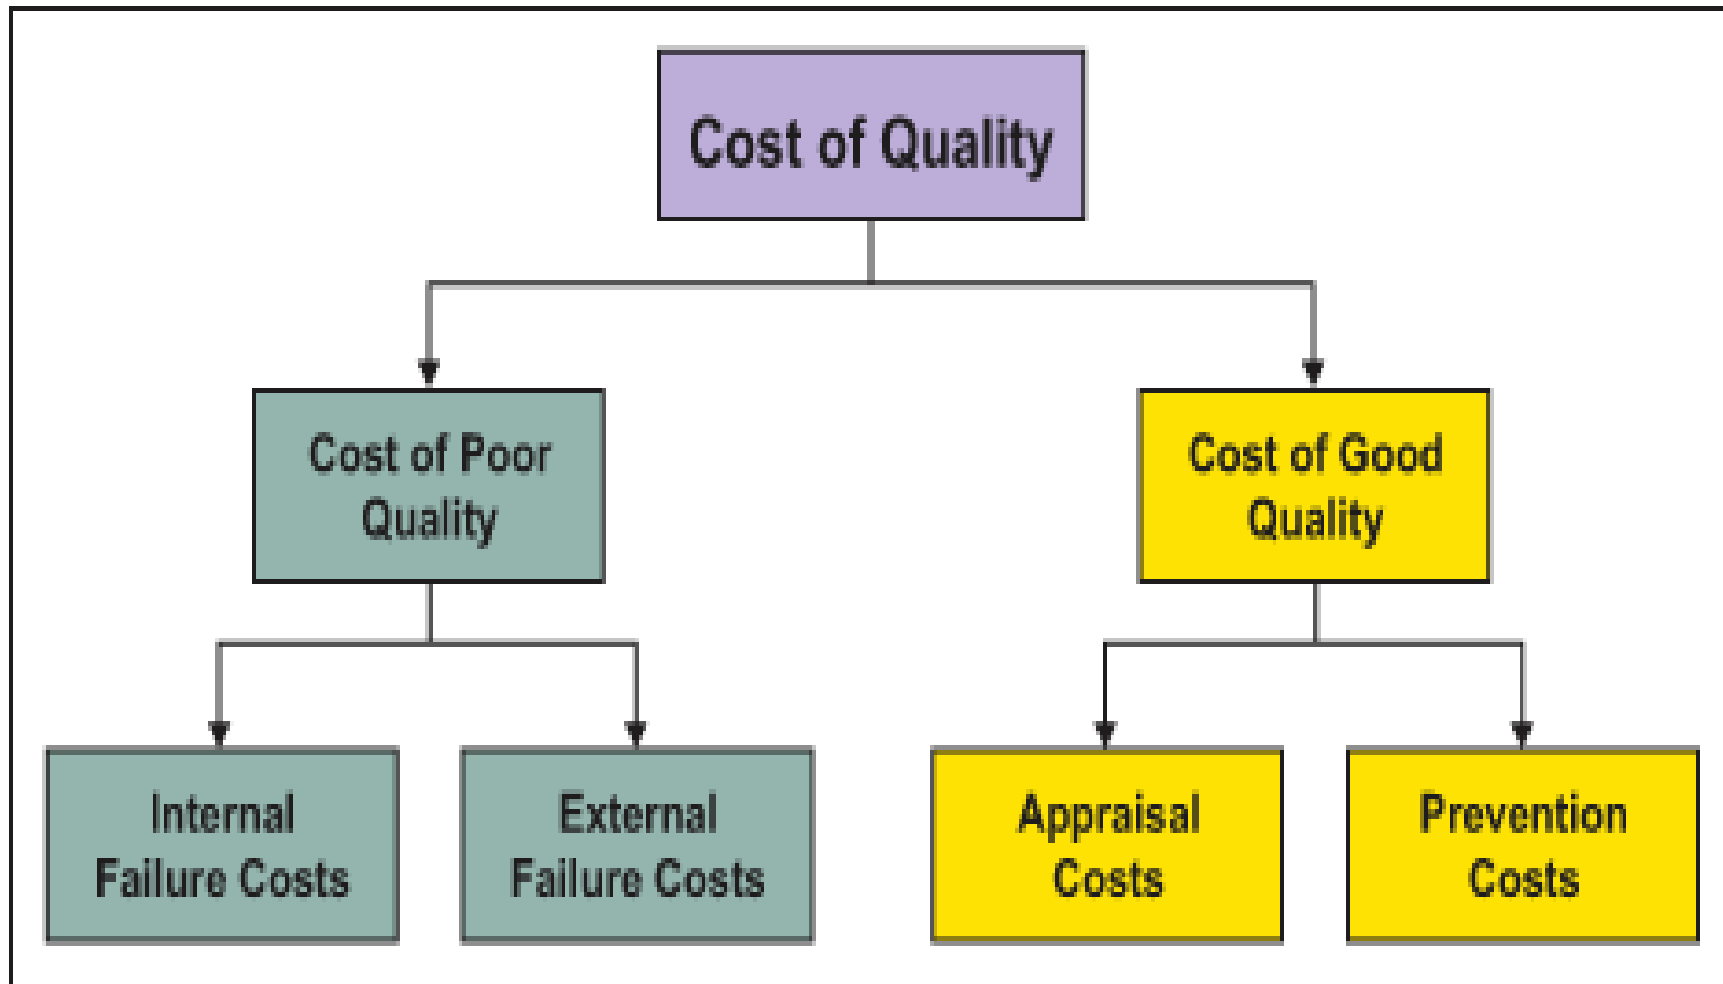 Cost of Quality
Cost of Poor
Quality
Cost of Good
Quality
Internal
Failure Costs
External
Failure Costs
Appraisal
Costs
Prevention
Costs